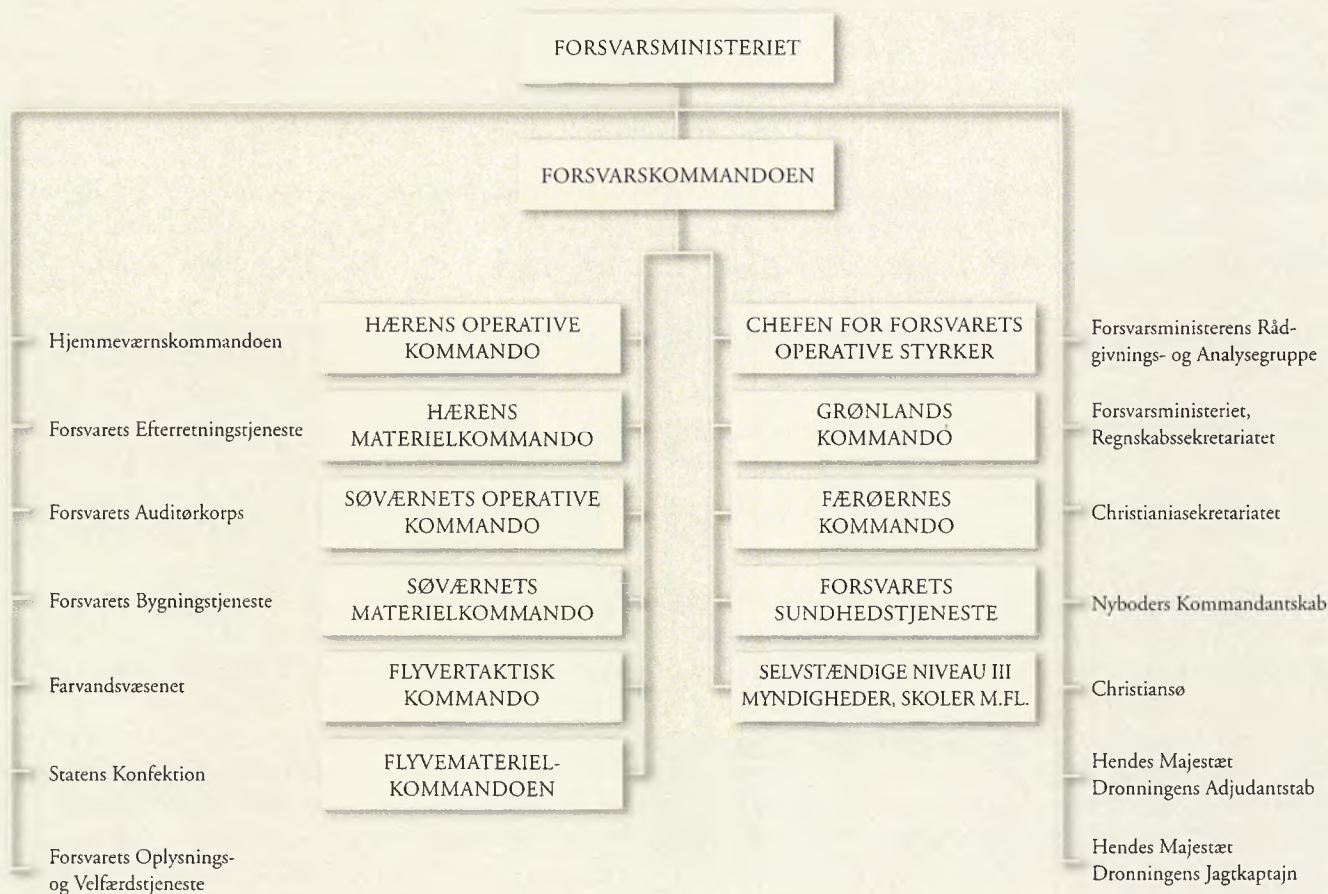 FORSVARSMINISTERIET
FORSVARSKOMMANDOEN
Hjemmeværnskommandoen
Forsvarets Efterretningstjeneste
Forsvarets Auditørkorps
Forsvarets Bygningstjeneste
Farvandsvæsenet
Statens Konfektion
Forsvarets Oplysnings-
og Velfærdstjeneste
HÆRENS OPERATIVE
KOMMANDO
HÆRENS
MATERIELKOMMANDO
SØVÆRNETS OPERATIVE
KOMMANDO
SØVÆRNETS
MATERIELKOMMANDO
FLYVERTAKTISK
KOMMANDO
FLYVEMATERIEL-
KOMMANDOEN
CHEFEN FOR FORSVARETS
OPERATIVE STYRKER
GRØNLANDS
KOMMANDO
FÆRØERNES
KOMMANDO
FORSVARETS
SUNDHEDSTJENESTE
SELVSTÆNDIGE NIVEAU III
MYNDIGHEDER, SKOLER M.FL.
Forsvarsministerens Råd-
givnings- og Analysegruppe
Forsvarsministeriet,
Regnskabssekretariatet
Christianiasekretariatet
Nyboders Kommandantskab
Christiansø
Hendes Majestæt
Dronningens Adjudantstab
Hendes Majestæt
Dronningens Jagtkaptajn